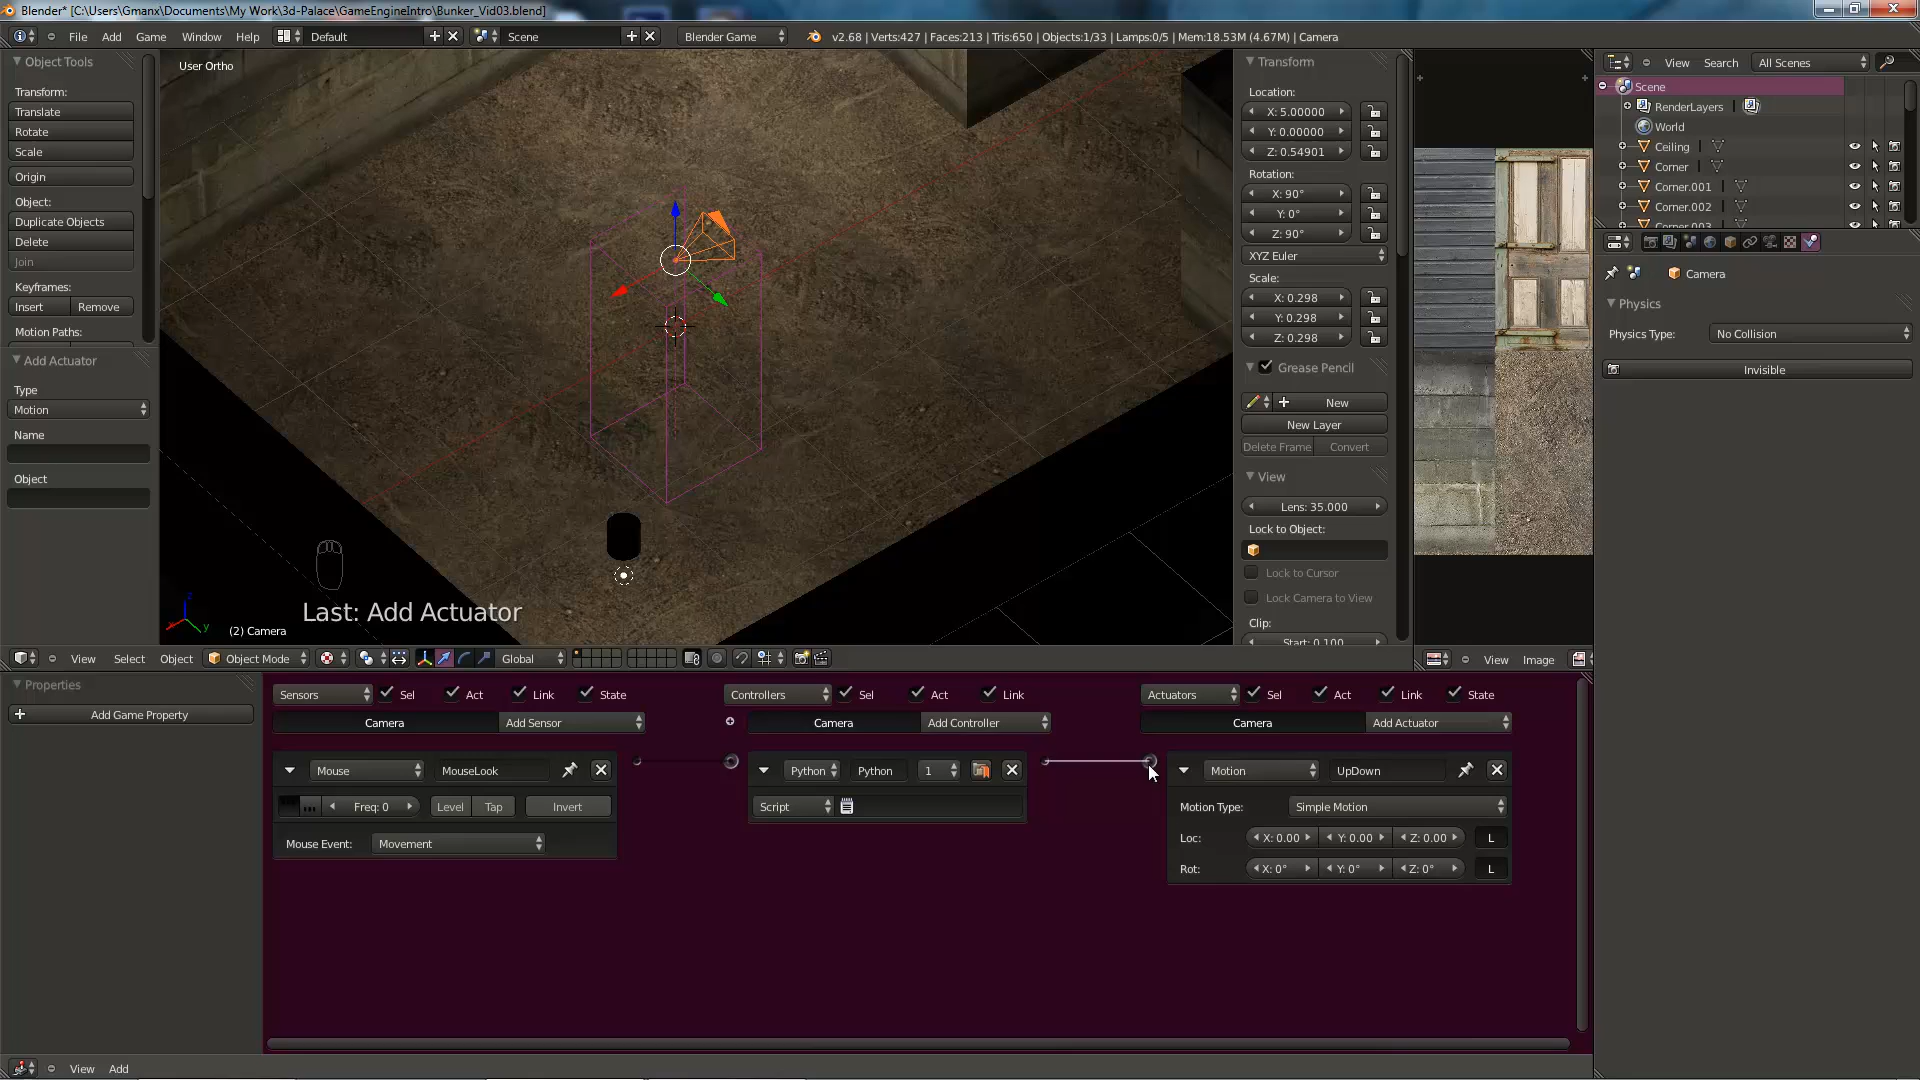 Blender* [C:\Users\Gmanx\Documents\My Work\3d-Palace\GameEngineIntro\Bunker_Vid03.blend]
File Add Game Window Help Default Scene Blender Game v2.68 | Verts:427 | Faces:213 | Tris:650 | Objects:1/33 | Lamps:0/5 | Mem:18.53M (4.67M) | Camera
Object Tools
Transform:
Translate
Rotate
Scale
Origin
Object:
Duplicate Objects
Delete
Join
Keyframes:
Insert Remove
Motion Paths:
Add Actuator
Type
Motion
Name
Object
User Ortho
Last: Add Actuator
(2) Camera
Transform
Location:
X: 5.00000
Y: 0.00000
Z: 0.54901
Rotation:
X: 90°
Y: 0°
Z: 90°
XYZ Euler
Scale:
X: 0.298
Y: 0.298
Z: 0.298
Grease Pencil
New
New Layer
Delete Frame Convert
View
Lens: 35.000
Lock to Object:
Lock to Cursor
Lock Camera to View
Clip:
Start: 0.100
View Search All Scenes
Scene
RenderLayers
World
Ceiling
Corner
Corner.001
Corner.002
Corner.003
Camera
Physics
Physics Type: No Collision
Invisible
View Select Object Object Mode Global
View Image
Properties
Add Game Property
Sensors Sel Act Link State
Camera Add Sensor
Mouse MouseLook
Freq: 0 Level Tap Invert
Mouse Event: Movement
Controllers Sel Act Link
Camera Add Controller
Python Python 1
Script
Actuators Sel Act Link State
Camera Add Actuator
Motion UpDown
Motion Type: Simple Motion
Loc: X: 0.00 Y: 0.00 Z: 0.00 L
Rot: X: 0° Y: 0° Z: 0° L
View Add